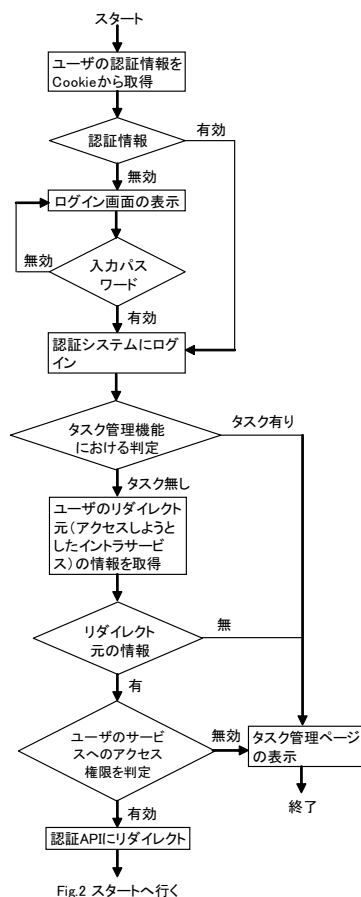 スタート
ユーザの認証情報を
Cookieから取得
認証情報
有効
無効
ログイン画面の表示
無効
入力パス
ワード
有効
認証システムにログ
イン
タスク管理機能
における判定
タスク有り
タスク無し
ユーザのリダイレクト
元（アクセスしようと
したイントラサービ
ス）の情報を取得
リダイレクト
元の情報
無
有
ユーザのサービ
スへのアクセス
権限を判定
無効
タスク管理ページ
の表示
有効
終了
認証APIにリダイレクト
Fig.2 スタートへ行く